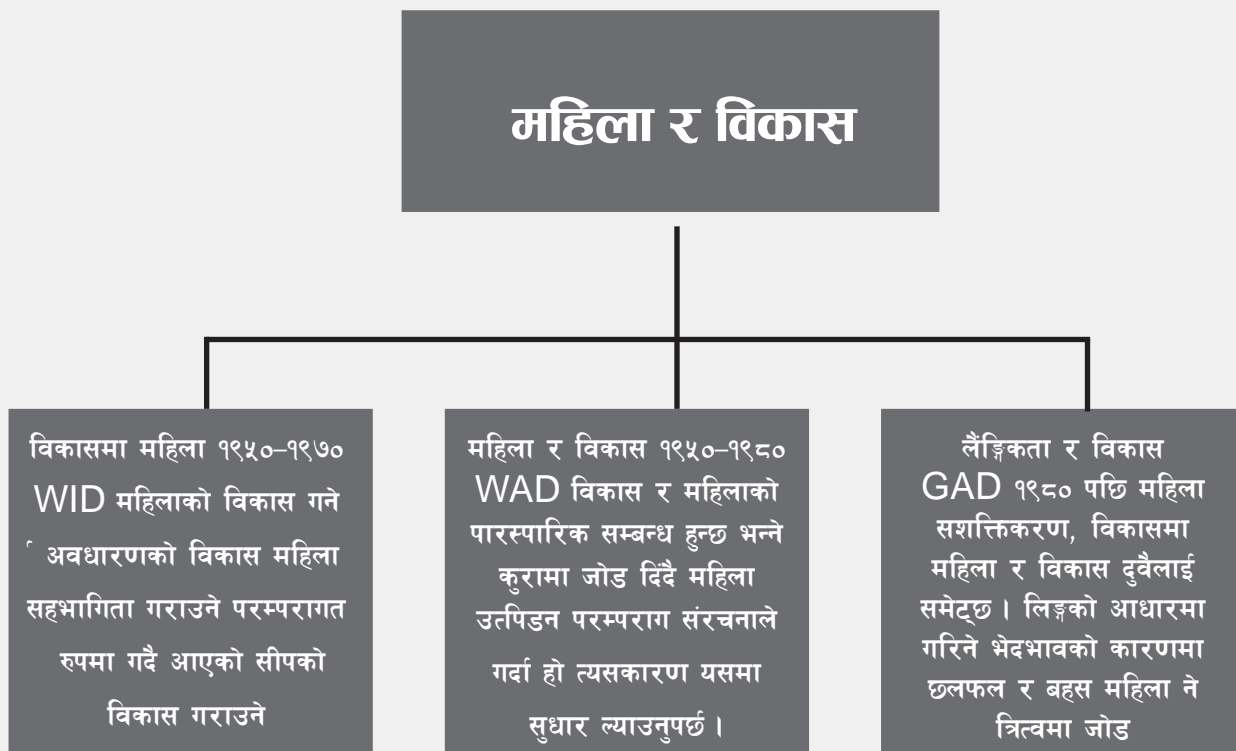 महिला र विकास
विकासमा महिला १९५०–१९७०
WID महिलाको विकास गने
र् अवधारणको विकास महिला
सहभागिता गराउने परम्परागत
रुपमा गर्दै आएको सीपको
विकास गराउने
महिला र विकास १९५०–१९८०
WAD विकास र महिलाको
पारस्पारिक सम्बन्ध हुन्छ भन्ने
कुरामा जोड दिंदै महिला
उत्पिडन परम्पराग संरचनाले
गर्दा हो त्यसकारण यसमा
सुधार ल्याउनुपर्छ ।
लैंङ्गिकता र विकास
GAD १९८० पछि महिला
सशक्तिकरण, विकासमा
महिला र विकास दुवैलाई
समेट्छ । लिङ्गको आधारमा
गरिने भेदभावको कारणमा
छलफल र बहस महिला ने
त्रित्वमा जोड